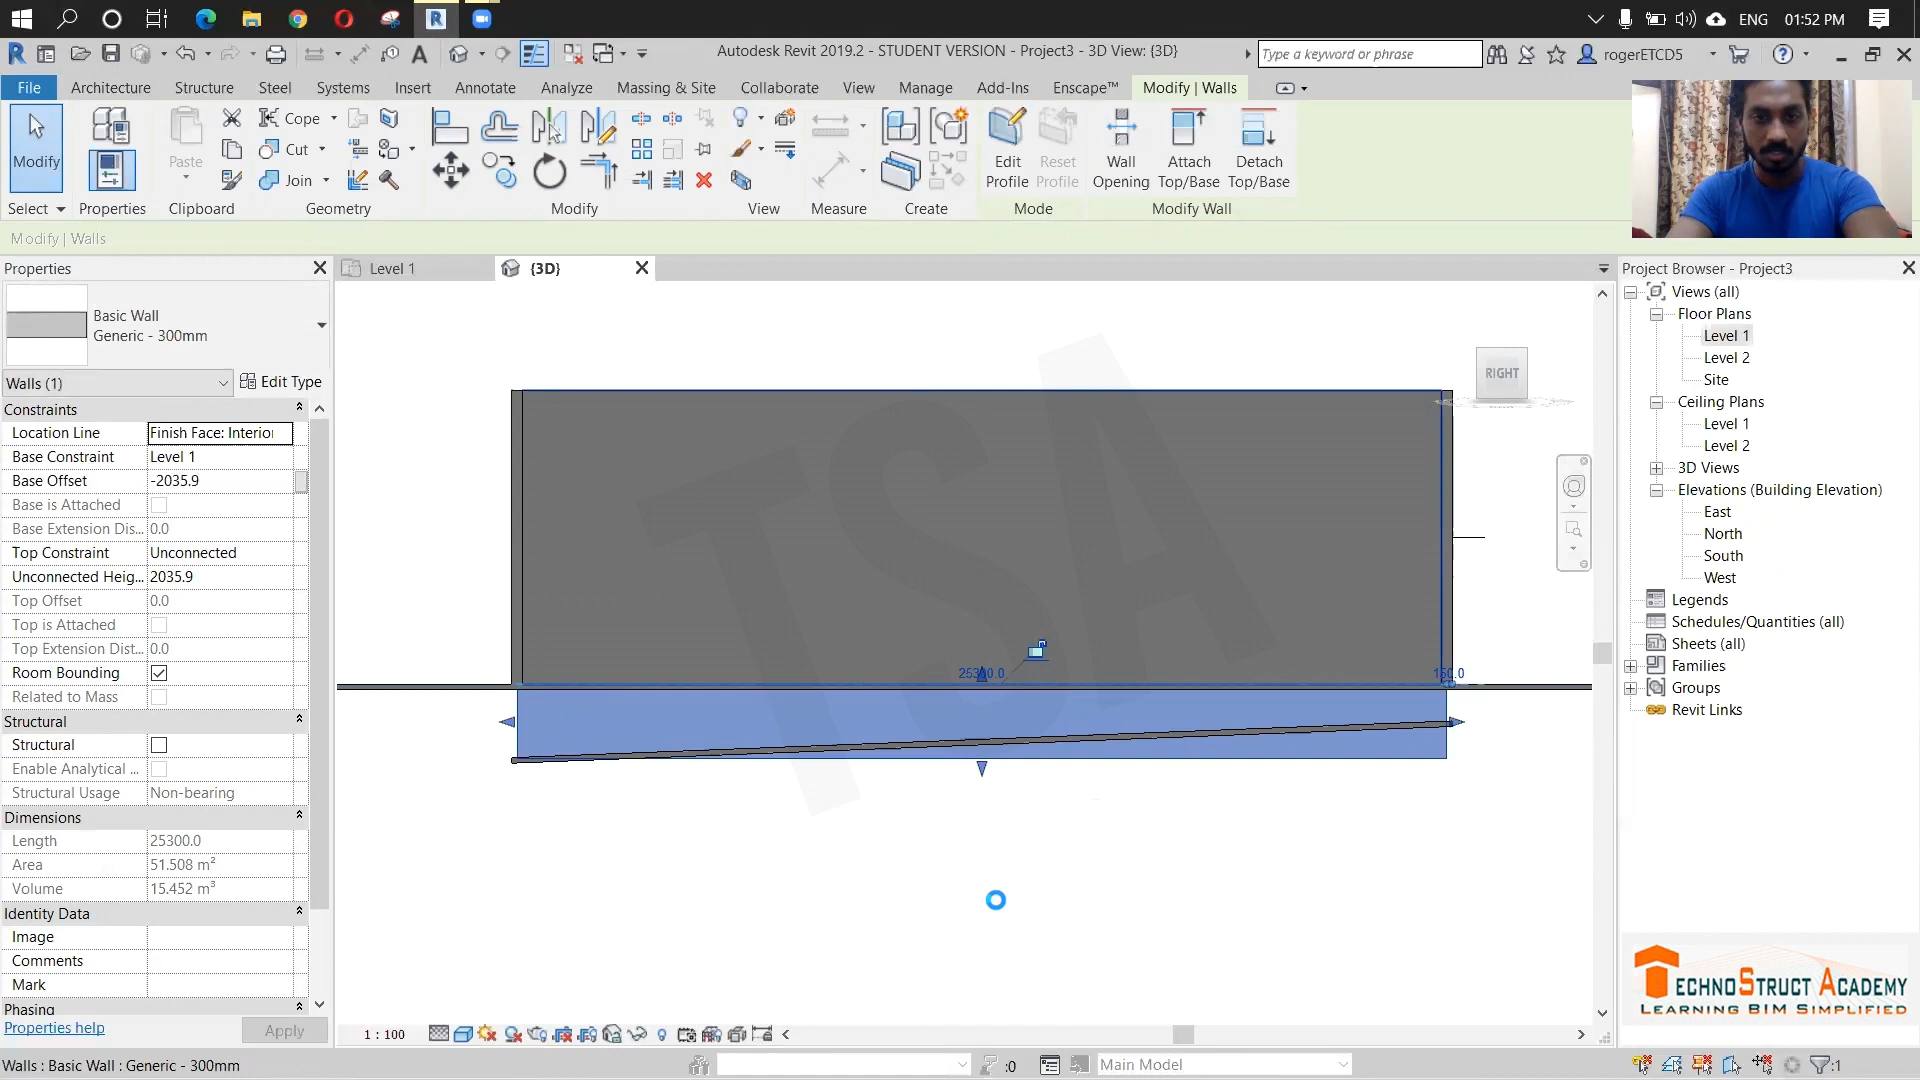 ENG
01:52 PM
Autodesk Revit 2019.2 - STUDENT VERSION - Project3 - 3D View: {3D}
Type a keyword or phrase
rogerETCD5
File
Architecture
Structure
Steel
Systems
Insert
Annotate
Analyze
Massing & Site
Collaborate
View
Manage
Add-Ins
Enscape™
Modify | Walls
Modify
Paste
Cope
Cut
Join
Edit Profile
Reset Profile
Wall Opening
Attach Top/Base
Detach Top/Base
Select
Properties
Clipboard
Geometry
Modify
View
Measure
Create
Mode
Modify Wall
Modify | Walls
Properties
Level 1
{3D}
Project Browser - Project3
Basic Wall
Generic - 300mm
Walls (1)
Edit Type
Constraints
Location Line Finish Face: Interior
Base Constraint Level 1
Base Offset -2035.9
Base is Attached
Base Extension Dis... 0.0
Top Constraint Unconnected
Unconnected Heig... 2035.9
Top Offset 0.0
Top is Attached
Top Extension Dist... 0.0
Room Bounding
Related to Mass
Structural
Structural
Enable Analytical ...
Structural Usage Non-bearing
Dimensions
Length 25300.0
Area 51.508 m²
Volume 15.452 m³
Identity Data
Image
Comments
Mark
Phasing
Properties help
Apply
RIGHT
TSA
25300.0
150.0
Views (all)
Floor Plans
Level 1
Level 2
Site
Ceiling Plans
Level 1
Level 2
3D Views
Elevations (Building Elevation)
East
North
South
West
Legends
Schedules/Quantities (all)
Sheets (all)
Families
Groups
Revit Links
TECHNOSTRUCT ACADEMY
LEARNING BIM SIMPLIFIED
1 : 100
Walls : Basic Wall : Generic - 300mm
:0
Main Model
:1